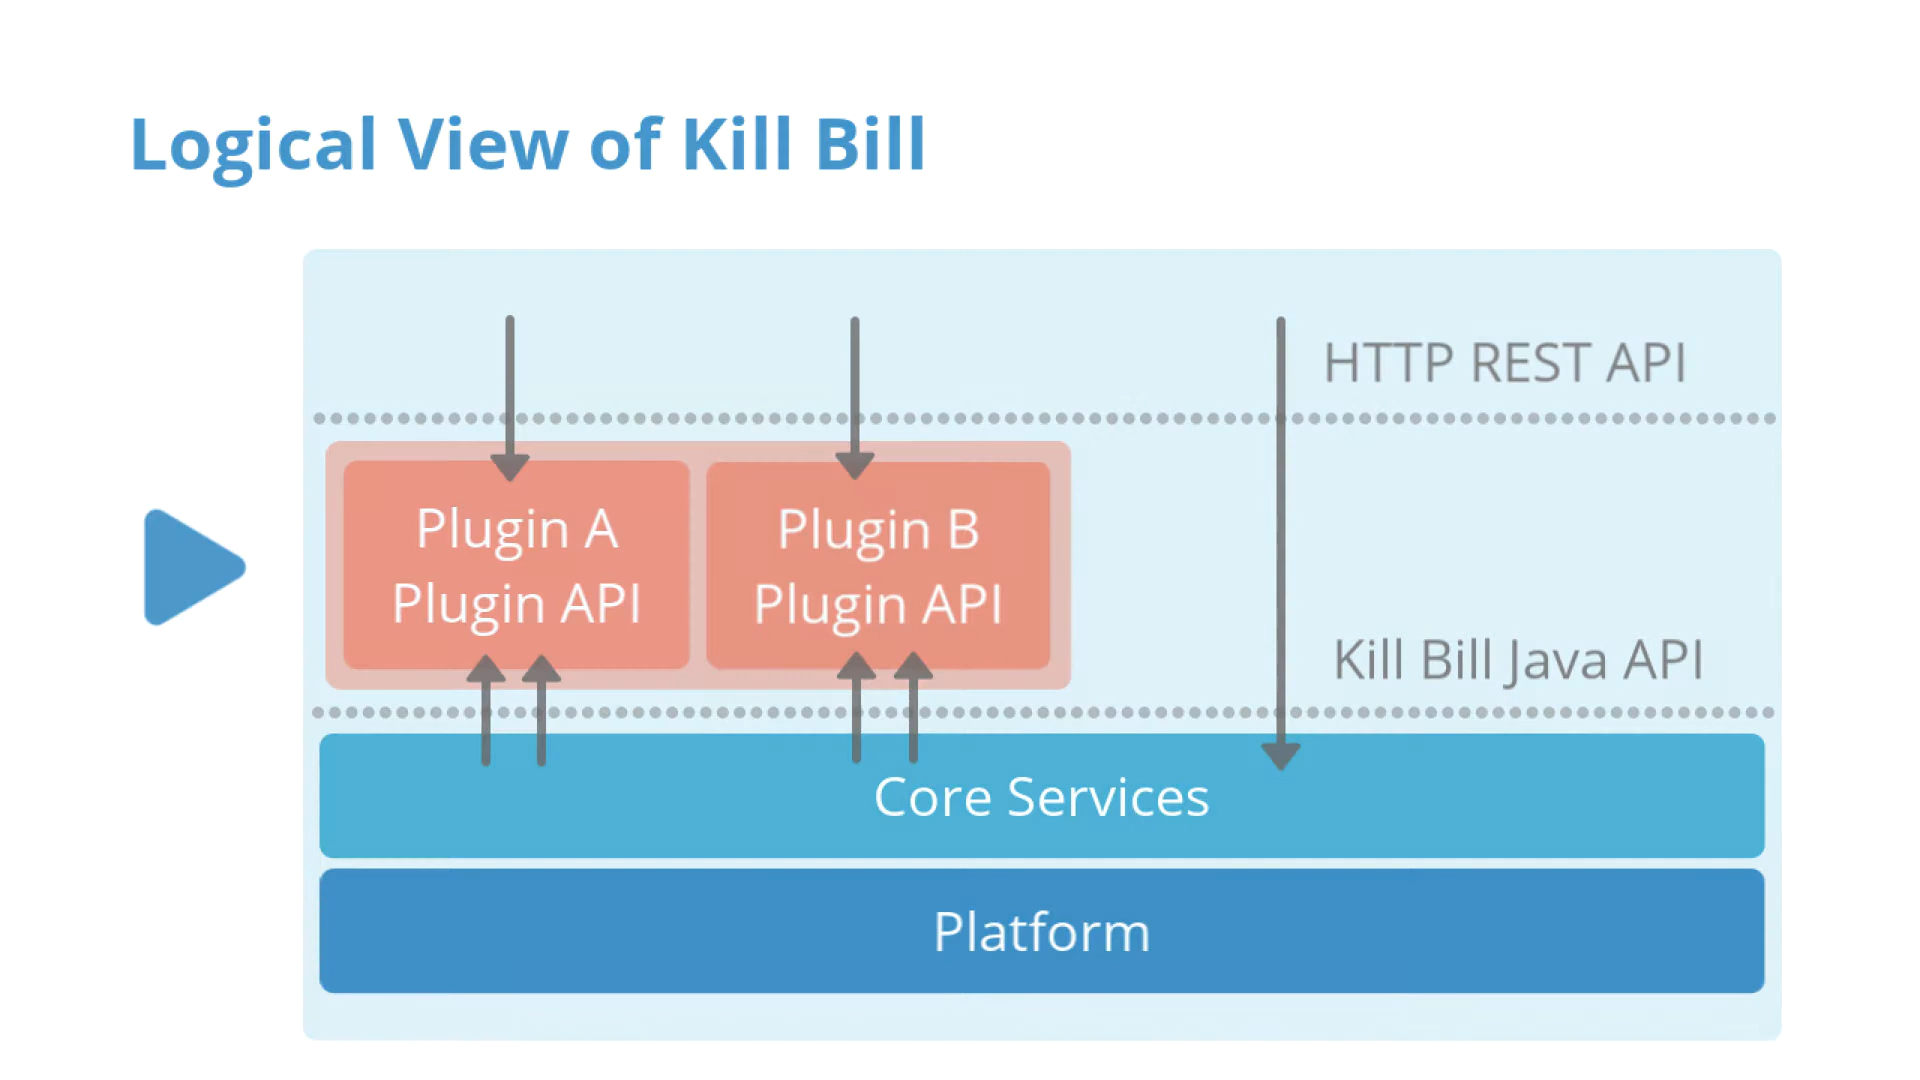 Logical View of Kill Bill
HTTP REST API
Plugin A
Plugin API
Plugin B
Plugin API
Kill Bill Java API
Core Services
Platform